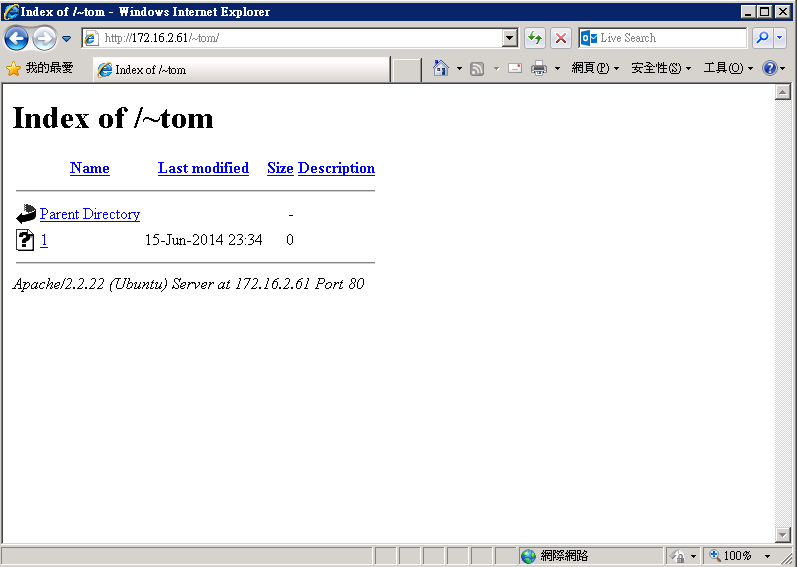 Index of /~tom - Windows Internet Explorer
http://172.16.2.61/~tom/
Live Search
我的最愛
Index of /~tom
網頁(P)
安全性(S)
工具(O)
Index of /~tom
Name Last modified Size Description
Parent Directory -
1 15-Jun-2014 23:34 0
Apache/2.2.22 (Ubuntu) Server at 172.16.2.61 Port 80
網際網路
100%